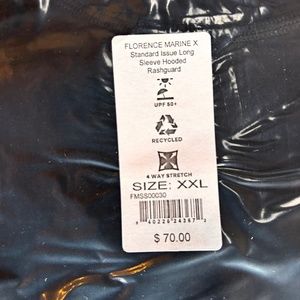 FLORENCE MARINE X
Standard Issue Long
Sleeve Hooded
Rashguard
UPF 50+
RECYCLED
4 WAY STRETCH
SIZE: XXL
FMSS00030
$ 70.00